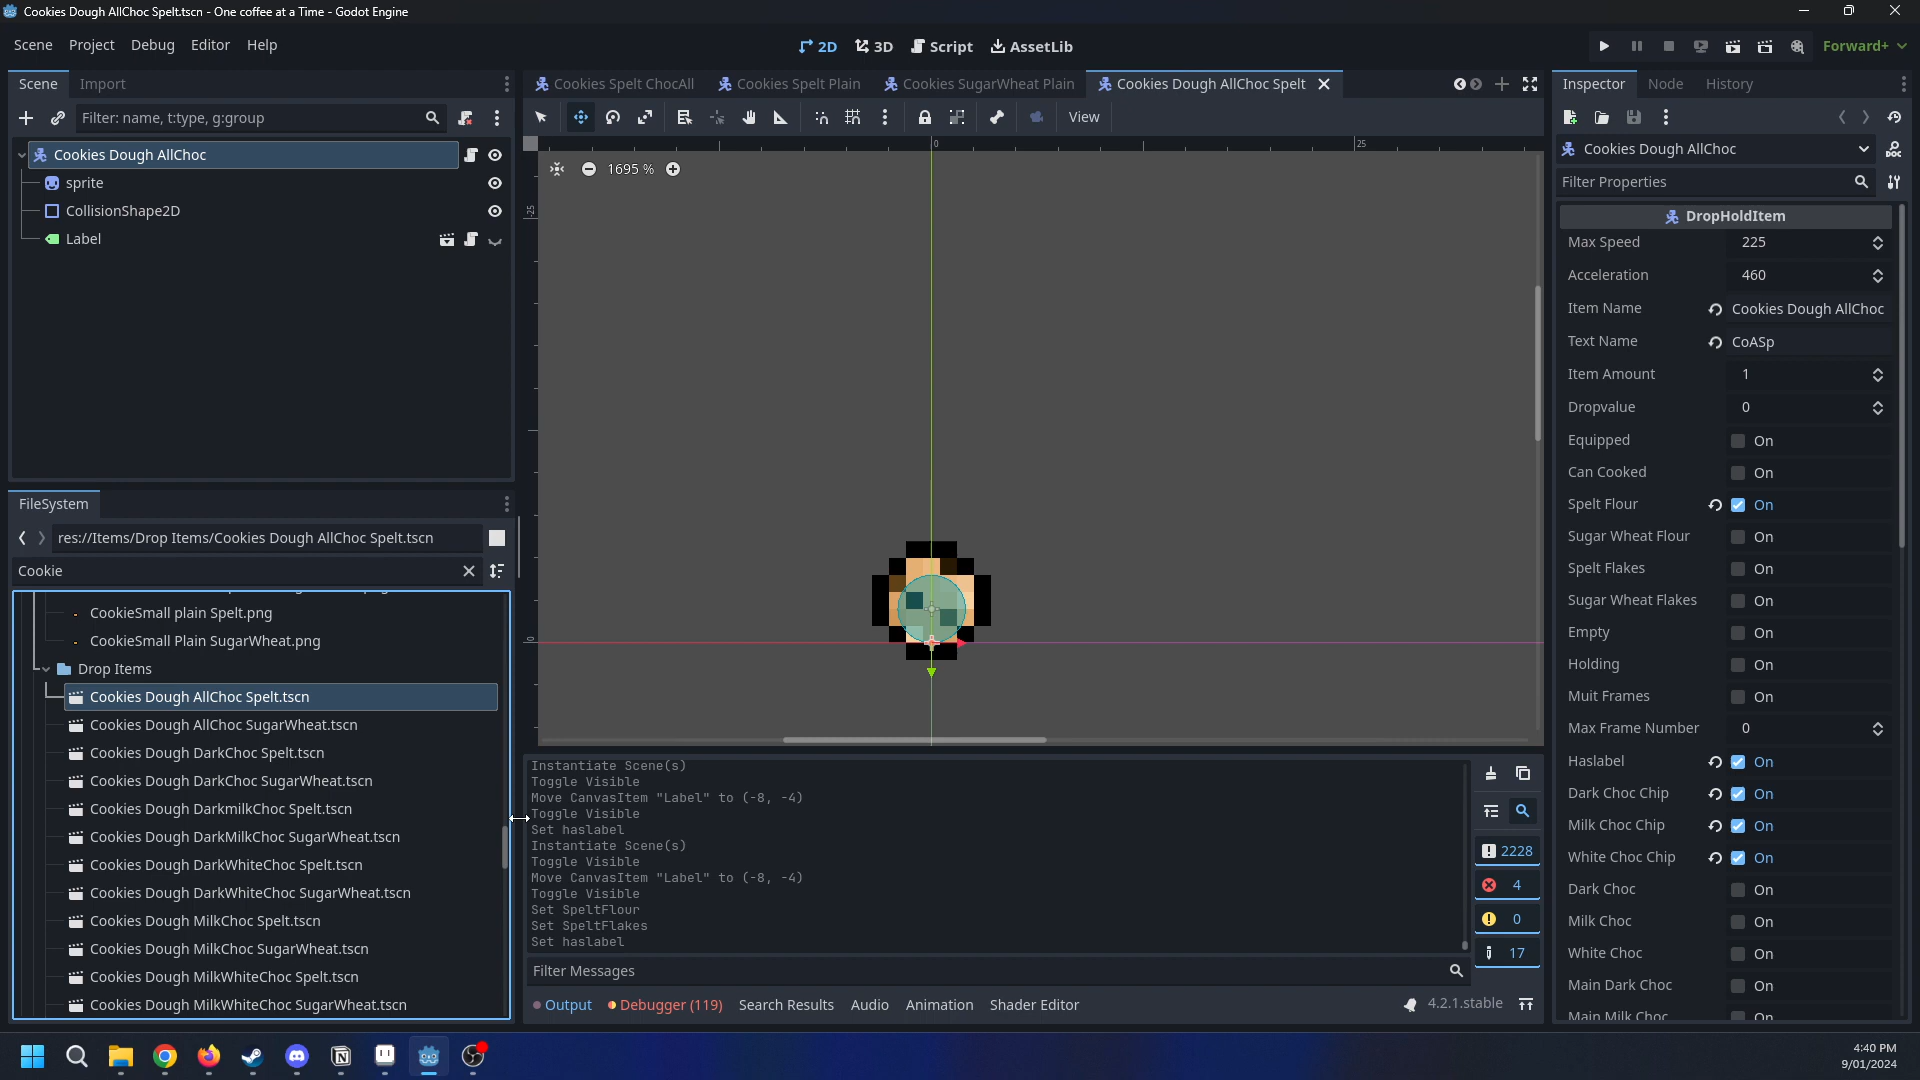 Cookies Dough AllChoc Spelt.tscn - One coffee at a Time - Godot Engine
Scene Project Debug Editor Help
2D 3D Script AssetLib
Forward+
Scene Import
Filter: name, t:type, g:group
Cookies Dough AllChoc
sprite
CollisionShape2D
Label
FileSystem
res://Items/Drop Items/Cookies Dough AllChoc Spelt.tscn
Cookie
CookieSmall plain Spelt.png
CookieSmall Plain SugarWheat.png
Drop Items
Cookies Dough AllChoc Spelt.tscn
Cookies Dough AllChoc SugarWheat.tscn
Cookies Dough DarkChoc Spelt.tscn
Cookies Dough DarkChoc SugarWheat.tscn
Cookies Dough DarkmilkChoc Spelt.tscn
Cookies Dough DarkMilkChoc SugarWheat.tscn
Cookies Dough DarkWhiteChoc Spelt.tscn
Cookies Dough DarkWhiteChoc SugarWheat.tscn
Cookies Dough MilkChoc Spelt.tscn
Cookies Dough MilkChoc SugarWheat.tscn
Cookies Dough MilkWhiteChoc Spelt.tscn
Cookies Dough MilkWhiteChoc SugarWheat.tscn
Cookies Spelt ChocAll Cookies Spelt Plain Cookies SugarWheat Plain Cookies Dough AllChoc Spelt
View
0 25
1695 %
-25
0
Instantiate Scene(s)
Toggle Visible
Move CanvasItem "Label" to (-8, -4)
Toggle Visible
Set haslabel
Instantiate Scene(s)
Toggle Visible
Move CanvasItem "Label" to (-8, -4)
Toggle Visible
Set SpeltFlour
Set SpeltFlakes
Set haslabel
2228
4
0
17
Filter Messages
Output Debugger (119) Search Results Audio Animation Shader Editor
4.2.1.stable
Inspector Node History
Cookies Dough AllChoc
Filter Properties
DropHoldItem
Max Speed 225
Acceleration 460
Item Name Cookies Dough AllChoc
Text Name CoASp
Item Amount 1
Dropvalue 0
Equipped On
Can Cooked On
Spelt Flour On
Sugar Wheat Flour On
Spelt Flakes On
Sugar Wheat Flakes On
Empty On
Holding On
Muit Frames On
Max Frame Number 0
Haslabel On
Dark Choc Chip On
Milk Choc Chip On
White Choc Chip On
Dark Choc On
Milk Choc On
White Choc On
Main Dark Choc On
Main Milk Choc On
4:40 PM
9/01/2024